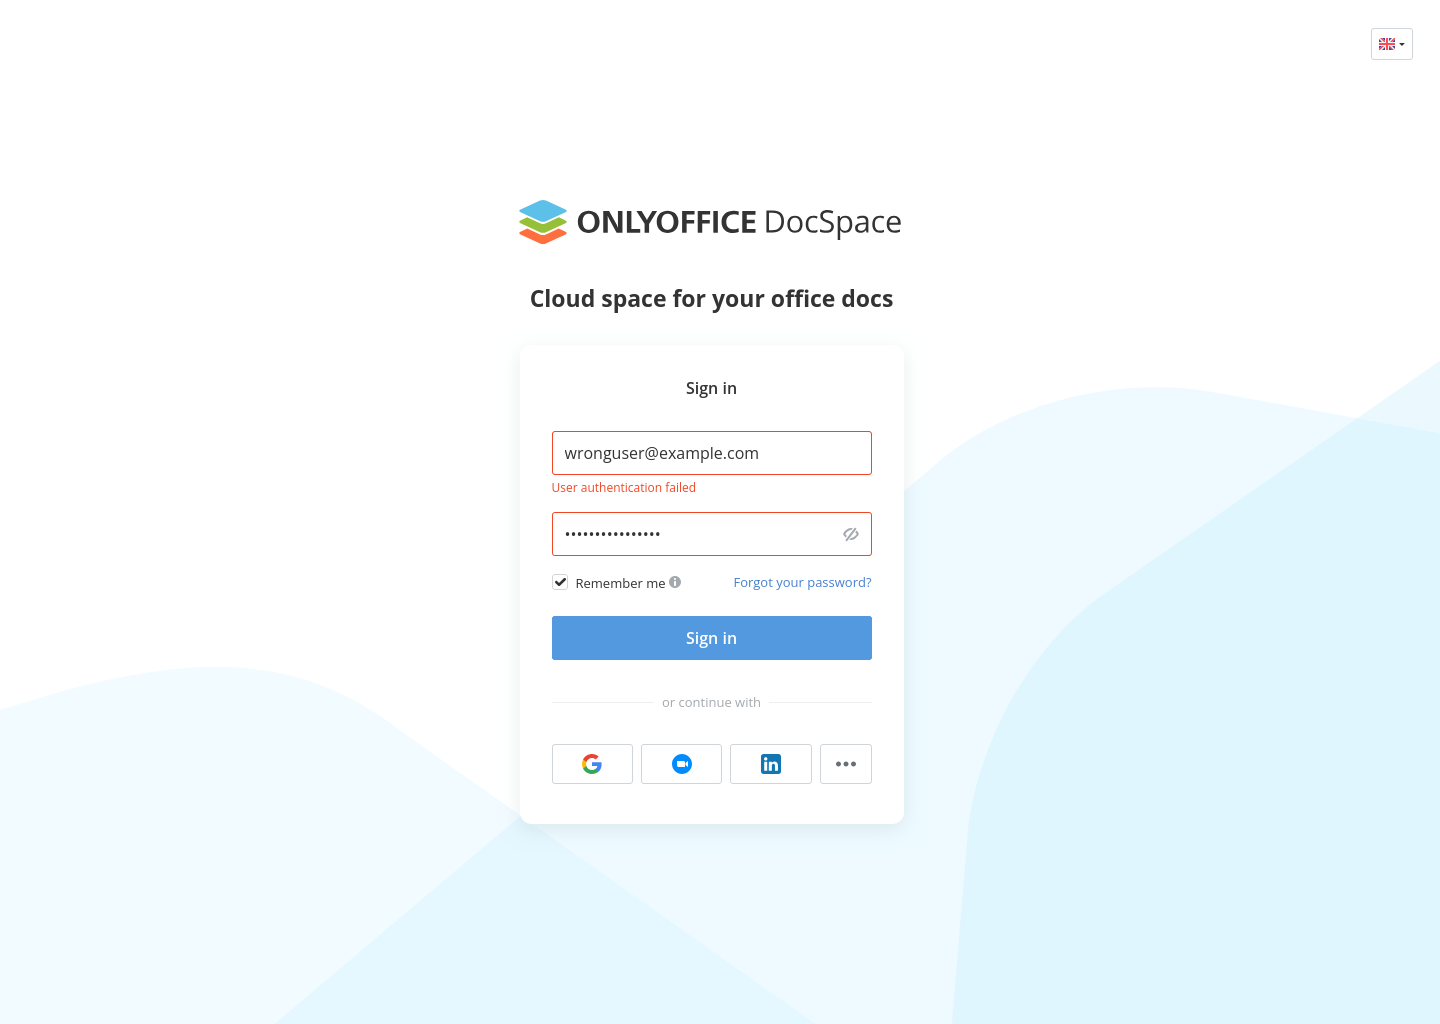 ONLYOFFICE DocSpace
Cloud space for your office docs
Sign in
wronguser@example.com
User authentication failed
••••••••••••••••
Remember me
Forgot your password?
Sign in
or continue with
in